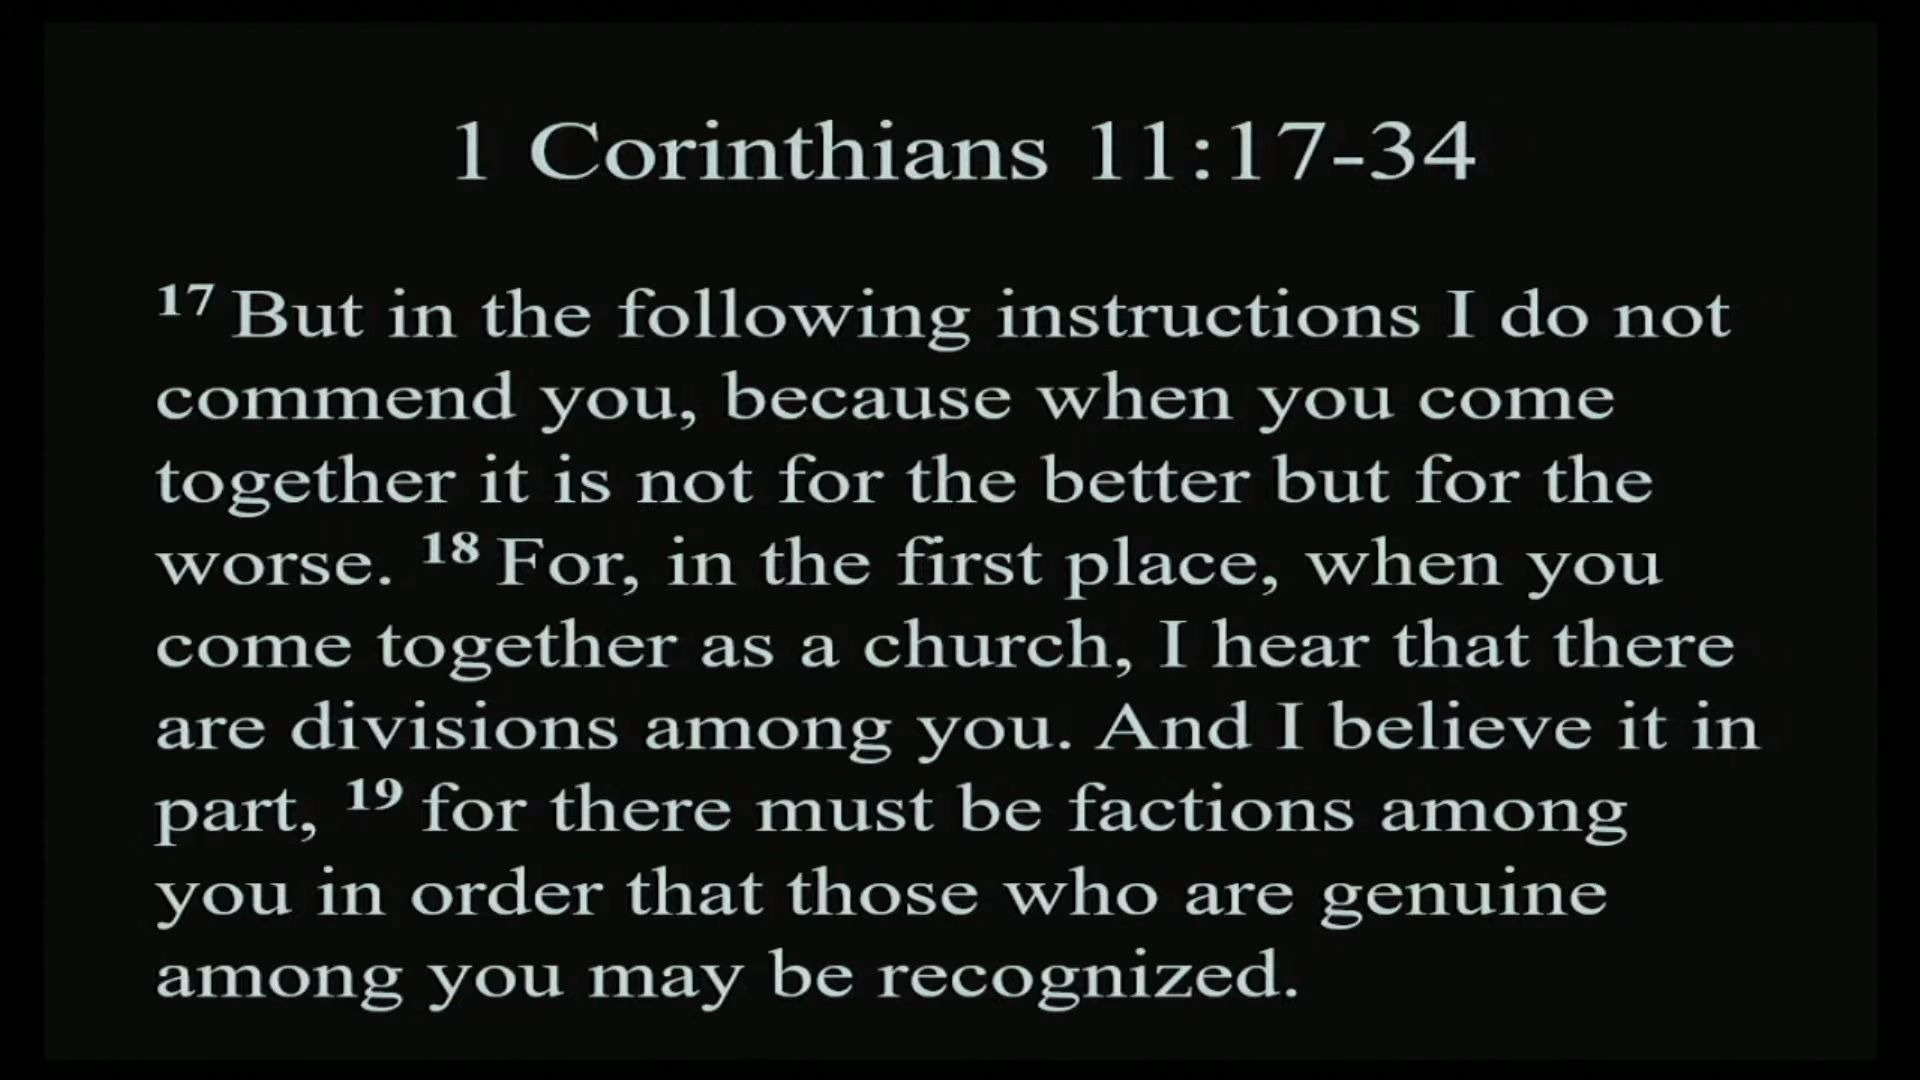 1 Corinthians 11:17-34
17 But in the following instructions I do not
commend you, because when you come
together it is not for the better but for the
worse. 18 For, in the first place, when you
come together as a church, I hear that there
are divisions among you. And I believe it in
part, 19 for there must be factions among
you in order that those who are genuine
among you may be recognized.